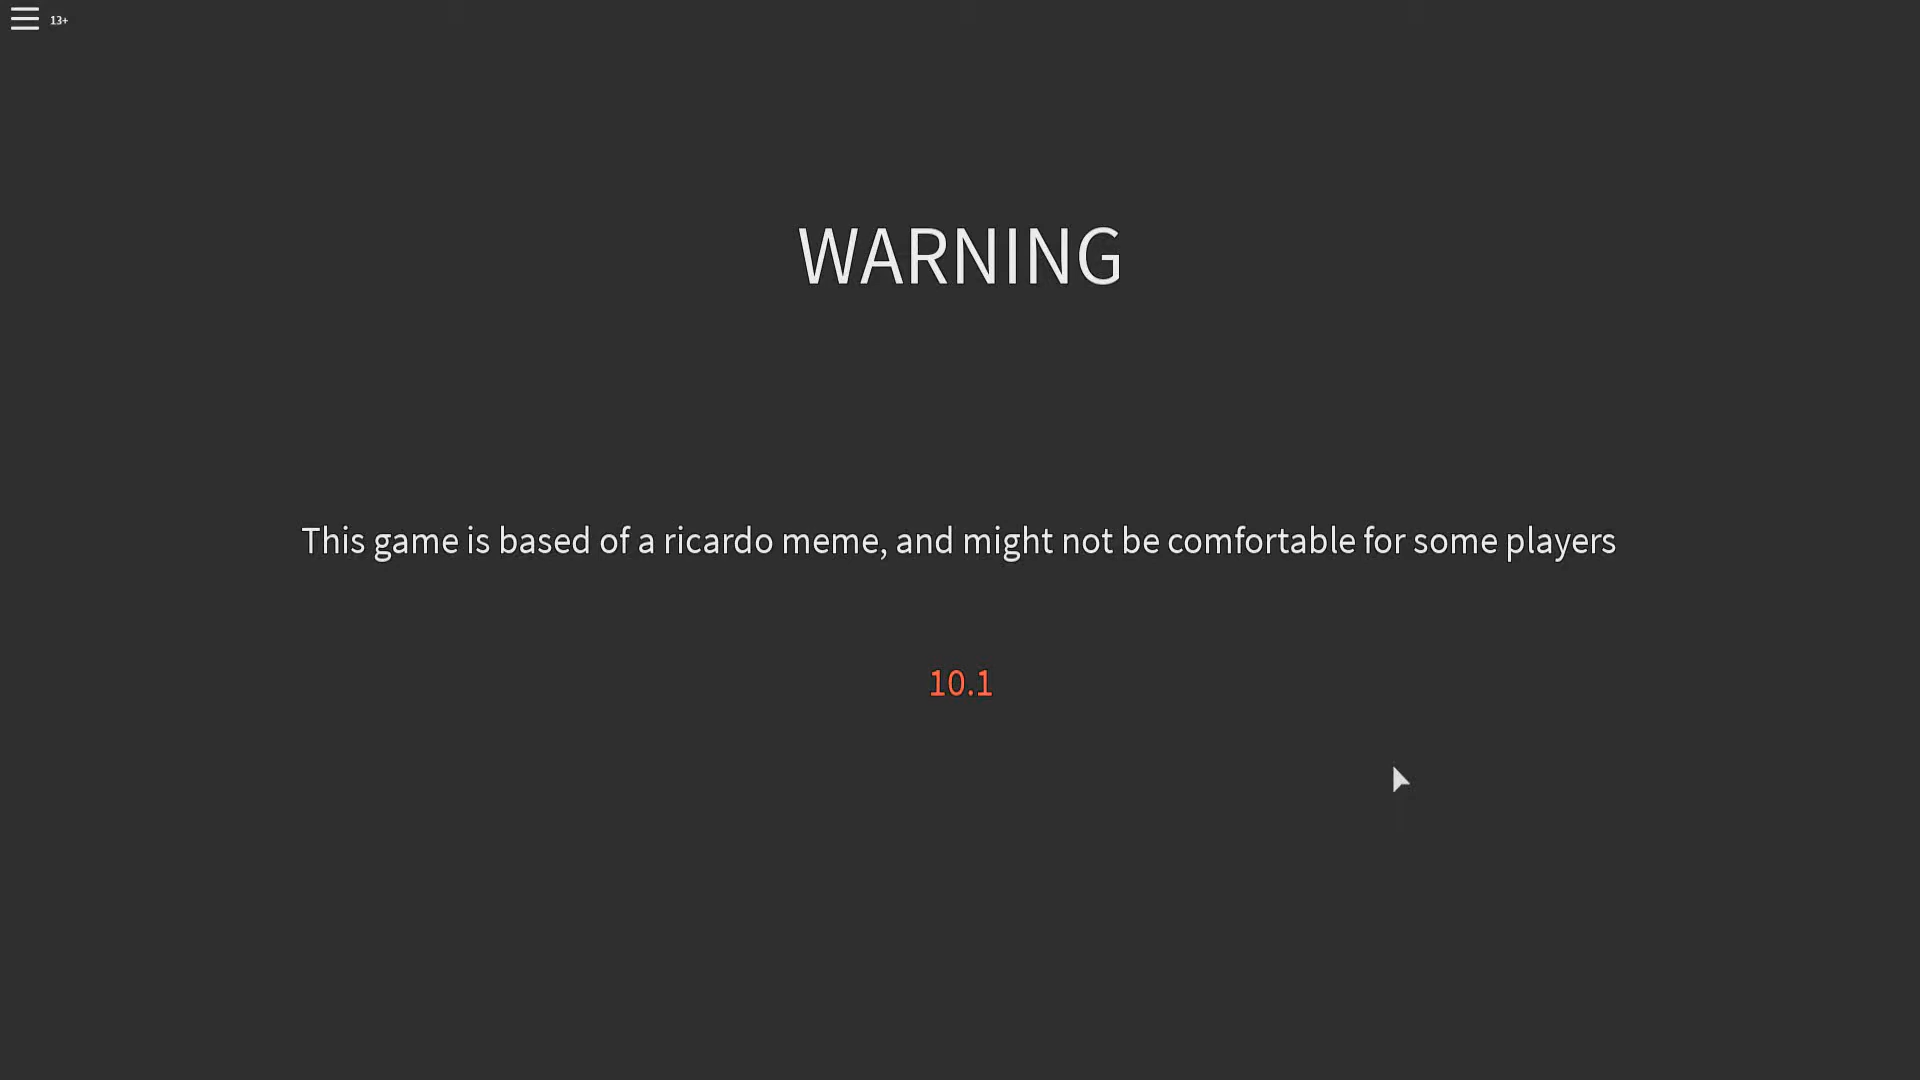 13+
WARNING
This game is based of a ricardo meme, and might not be comfortable for some players
10.1